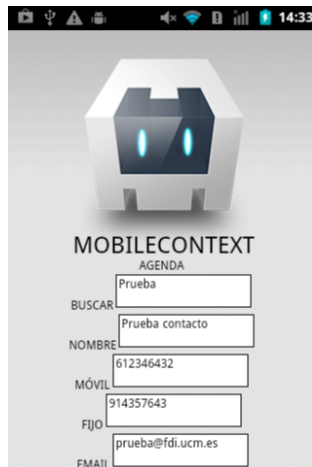 14:33
MOBILECONTEXT
AGENDA
BUSCAR Prueba
NOMBRE Prueba contacto
MÓVIL 612346432
FIJO 914357643
EMAIL prueba@fdi.ucm.es